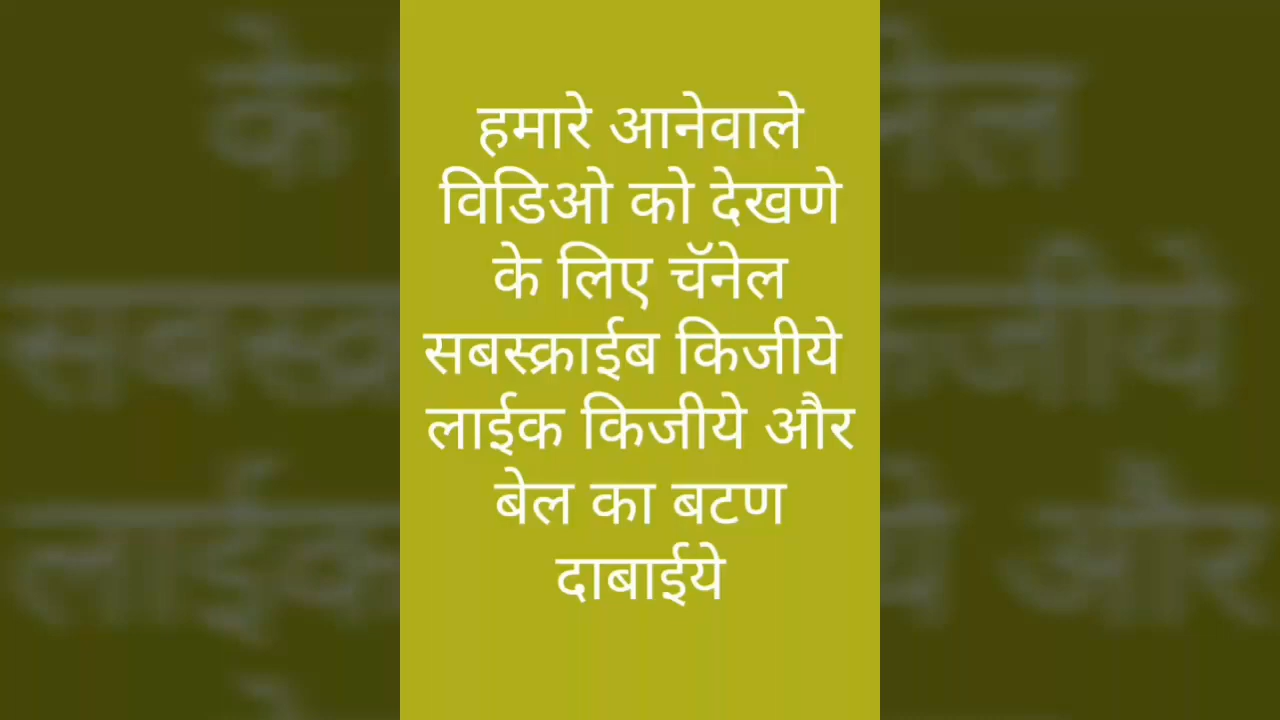 हमारे आनेवाले
विडिओ को देखणे
के लिए चॅनेल
सबस्क्राईब किजीये
लाईक किजीये और
बेल का बटण
दाबाईये